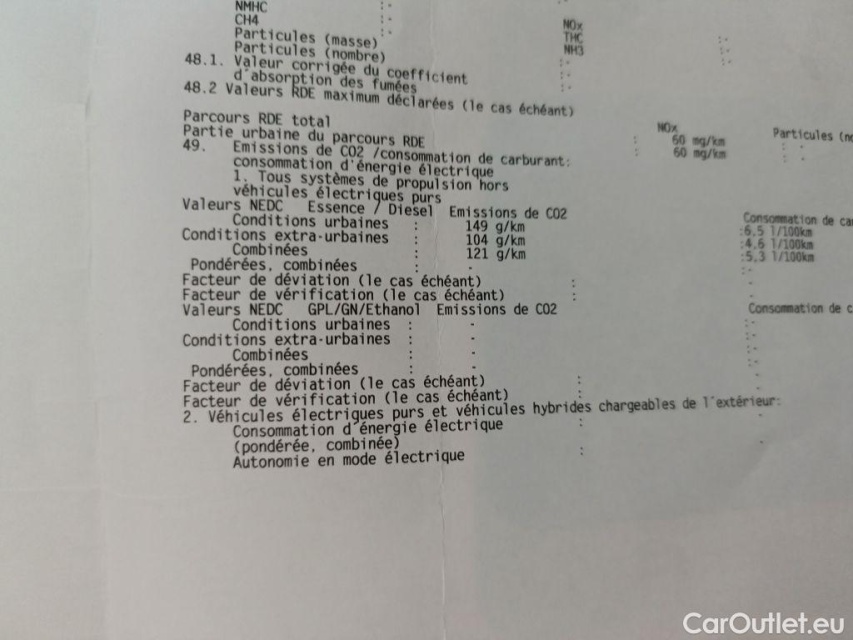 NMHC :-
CH4 :- NOx
Particules (masse) :- THC :-
Particules (nombre) NH3 :-
48.1. Valeur corrigée du coefficient :-
d'absorption des fumées :-
48.2 Valeurs RDE maximum déclarées (le cas échéant)
Parcours RDE total NOx Particules
Partie urbaine du parcours RDE : 60 mg/km :
49. Emissions de CO2 /consommation de carburant: : 60 mg/km : -
consommation d'énergie électrique
1. Tous systèmes de propulsion hors
véhicules électriques purs
Valeurs NEDC Essence / Diesel Emissions de CO2 Consommation de
Conditions urbaines : 149 g/km :6,5 l/100km
Conditions extra-urbaines : 104 g/km :4,6 l/100km
Combinées : 121 g/km :5,3 l/100km
Pondérées, combinées : - :-
Facteur de déviation (le cas échéant) : -
Facteur de vérification (le cas échéant) : -
Valeurs NEDC GPL/GN/Ethanol Emissions de CO2 Consommation de
Conditions urbaines : - :-
Conditions extra-urbaines : - :-
Combinées : - :-
Pondérées, combinées : - :-
Facteur de déviation (le cas échéant) : -
Facteur de vérification (le cas échéant) : -
2. Véhicules électriques purs et véhicules hybrides chargeables de l'extérieur:
Consommation d'énergie électrique : -
(pondérée, combinée)
Autonomie en mode électrique : -
CarOutlet.eu